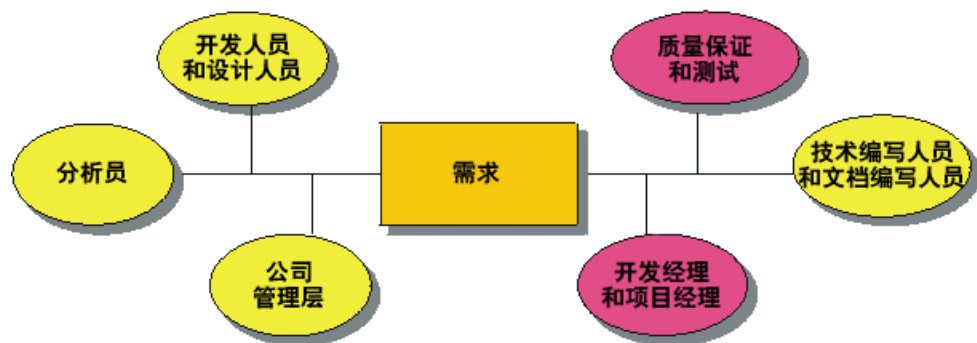 开发人员
和设计人员
质量保证
和测试
分析员
需求
技术编写人员
和文档编写人员
公司
管理层
开发经理
和项目经理